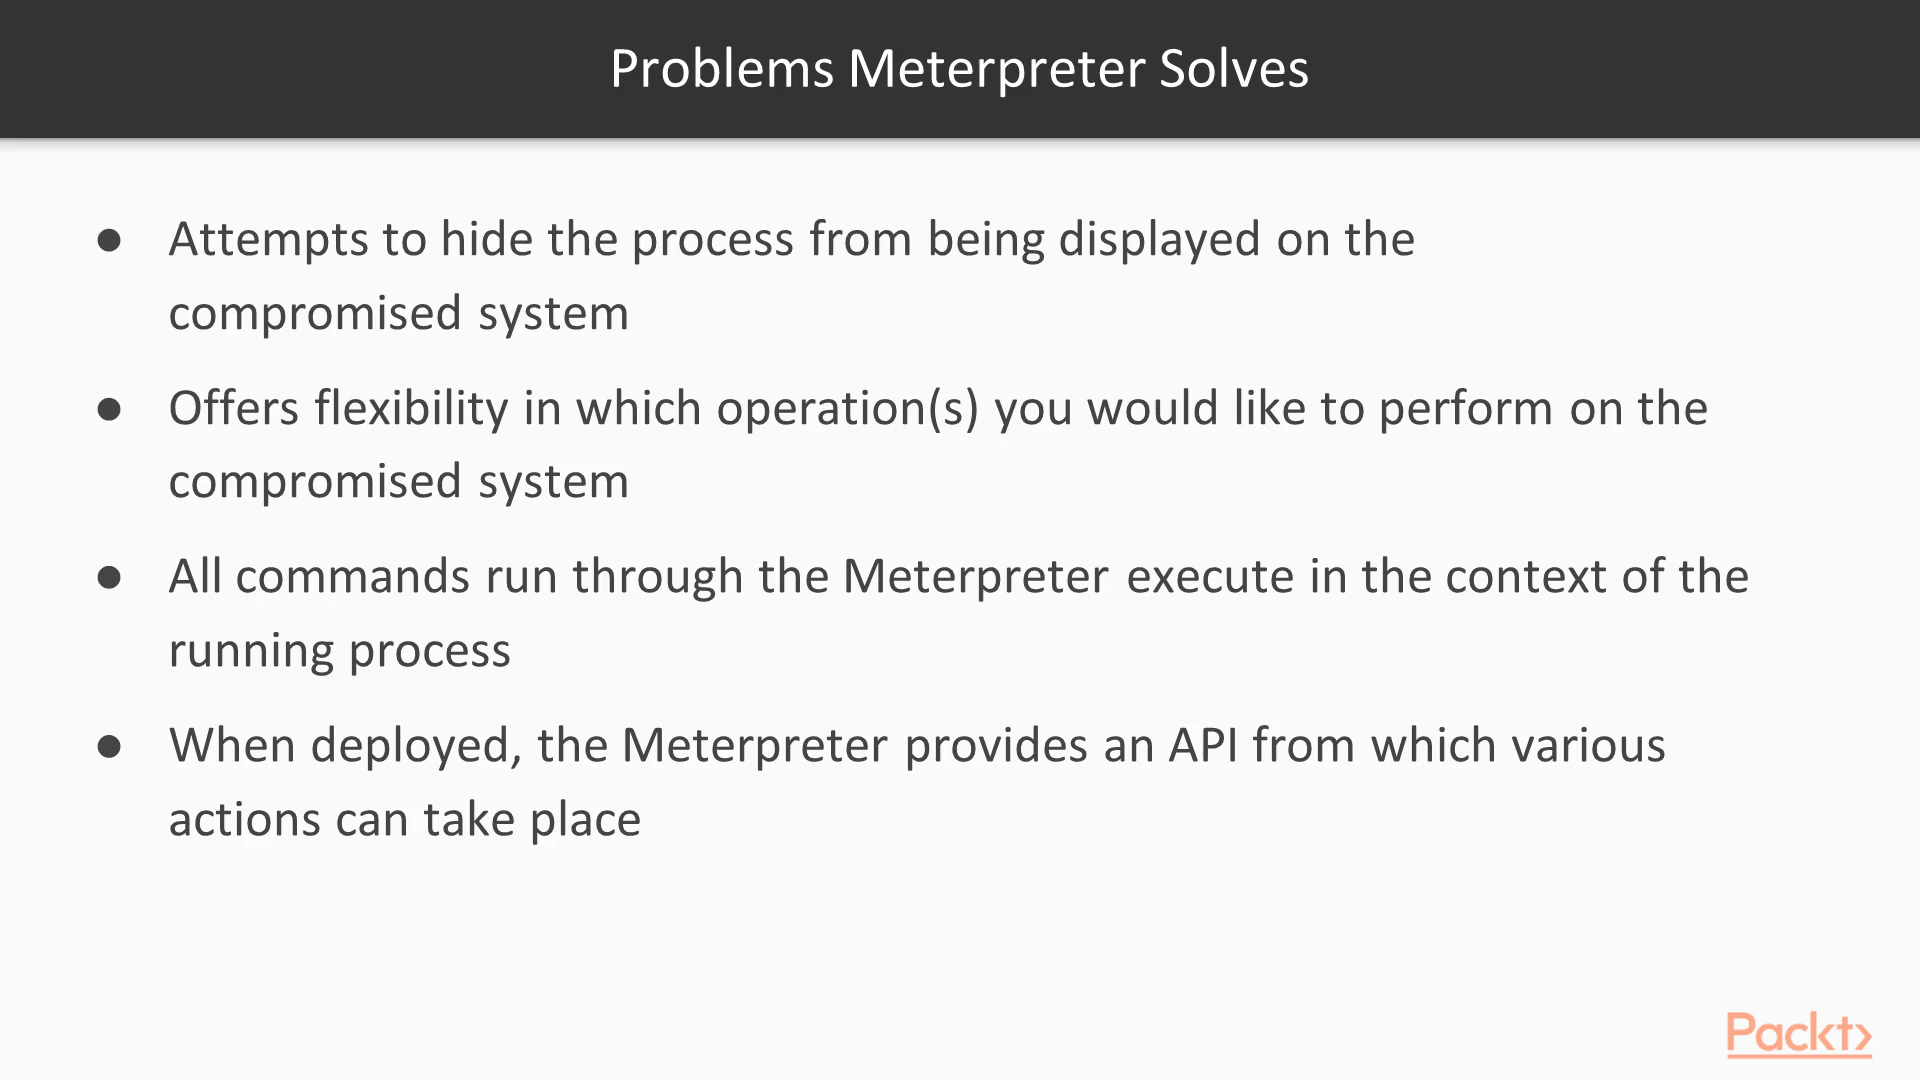 Problems Meterpreter Solves
● Attempts to hide the process from being displayed on the
compromised system
● Offers flexibility in which operation(s) you would like to perform on the
compromised system
● All commands run through the Meterpreter execute in the context of the
running process
● When deployed, the Meterpreter provides an API from which various
actions can take place
Packt>